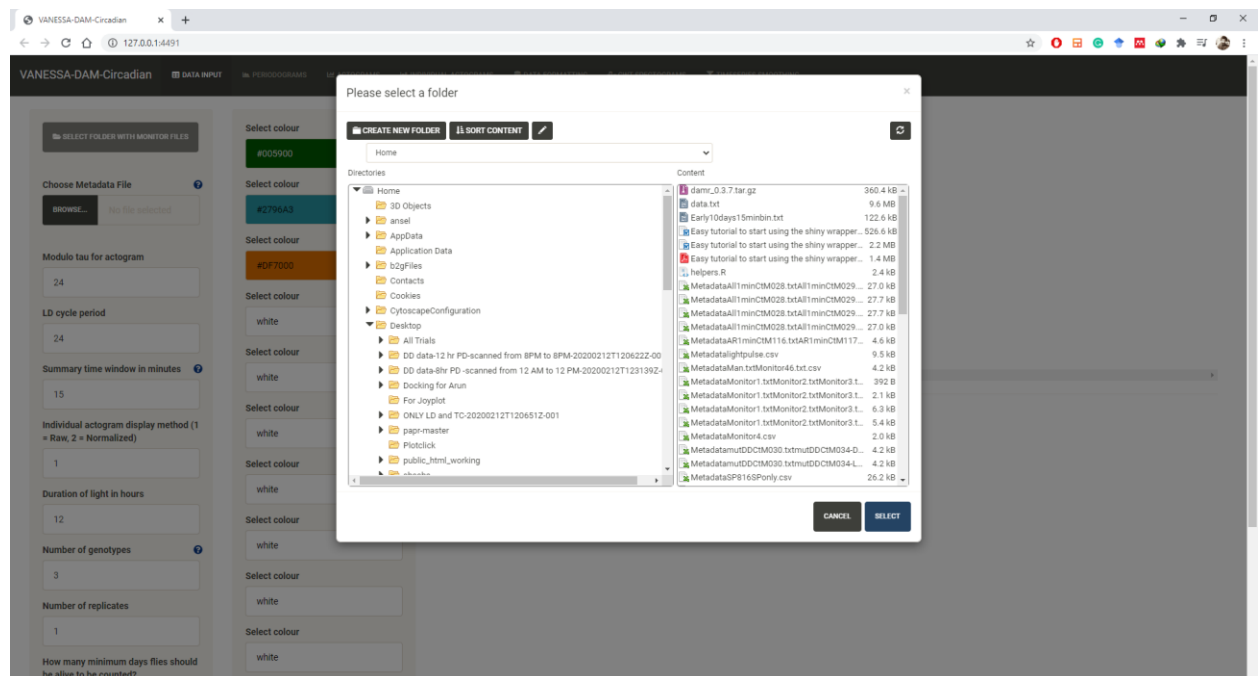 VANESSA-DAM-Circadian
127.0.0.1:4491
VANESSA-DAM-Circadian
DATA INPUT
PERIODOGRAMS
SELECT FOLDER WITH MONITOR FILES
Choose Metadata File
BROWSE...
No file selected
Modulo tau for actogram
24
LD cycle period
24
Summary time window in minutes
15
Individual actogram display method (1
= Raw, 2 = Normalized)
1
Duration of light in hours
12
Number of genotypes
3
Number of replicates
1
How many minimum days flies should
be alive to be counted?
Select colour
#005900
Select colour
#2796A3
Select colour
#DF7000
Select colour
white
Select colour
white
Select colour
white
Select colour
white
Select colour
white
Select colour
white
Select colour
white
Please select a folder
CREATE NEW FOLDER
SORT CONTENT
Home
Directories
Home
3D Objects
ansel
AppData
Application Data
b2gFiles
Contacts
Cookies
CytoscapeConfiguration
Desktop
All Trials
DD data-12 hr PD-scanned from 8PM to 8PM-20200212T120622Z-00
DD data-8hr PD -scanned from 12 AM to 12 PM-20200212T123139Z-
Docking for Arun
For Joyplot
ONLY LD and TC-20200212T120651Z-001
papr-master
Plotclick
public_html_working
Content
damr_0.3.7.tar.gz 360.4 kB
data.txt 9.6 MB
Early10days15minbin.txt 122.6 kB
Easy tutorial to start using the shiny wrapper... 526.6 kB
Easy tutorial to start using the shiny wrapper... 2.2 MB
Easy tutorial to start using the shiny wrapper... 1.4 MB
helpers.R 2.4 kB
MetadataAll1minCtM028.txtAll1minCtM029.... 27.0 kB
MetadataAll1minCtM028.txtAll1minCtM029.... 27.7 kB
MetadataAll1minCtM028.txtAll1minCtM029.... 27.7 kB
MetadataAll1minCtM028.txtAll1minCtM029.... 27.0 kB
MetadataAR1minCtM116.txtAR1minCtM117... 4.6 kB
Metadatalightpulse.csv 9.5 kB
MetadataMan.txtMonitor46.txt.csv 4.2 kB
MetadataMonitor1.txtMonitor2.txtMonitor3.t... 392 B
MetadataMonitor1.txtMonitor2.txtMonitor3.t... 2.1 kB
MetadataMonitor1.txtMonitor2.txtMonitor3.t... 6.3 kB
MetadataMonitor1.txtMonitor2.txtMonitor3.t... 5.4 kB
MetadataMonitor4.csv 2.0 kB
MetadatamutDDCtM030.txtmutDDCtM034-D... 4.2 kB
MetadatamutDDCtM030.txtmutDDCtM034-L... 4.2 kB
MetadataSP816SPonly.csv 26.2 kB
CANCEL
SELECT